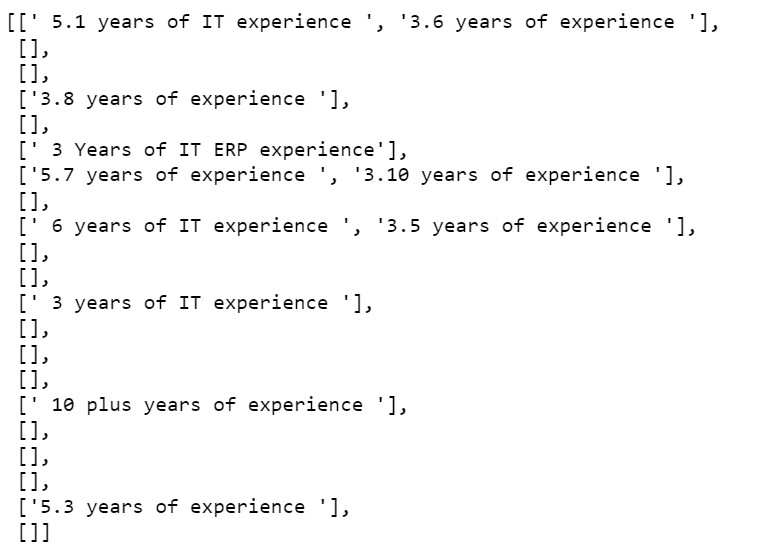 [[' 5.1 years of IT experience ', '3.6 years of experience '],
[],
[],
['3.8 years of experience '],
[],
[' 3 Years of IT ERP experience'],
['5.7 years of experience ', '3.10 years of experience '],
[],
[' 6 years of IT experience ', '3.5 years of experience '],
[],
[],
[' 3 years of IT experience '],
[],
[],
[],
[' 10 plus years of experience '],
[],
[],
[],
['5.3 years of experience '],
[]]